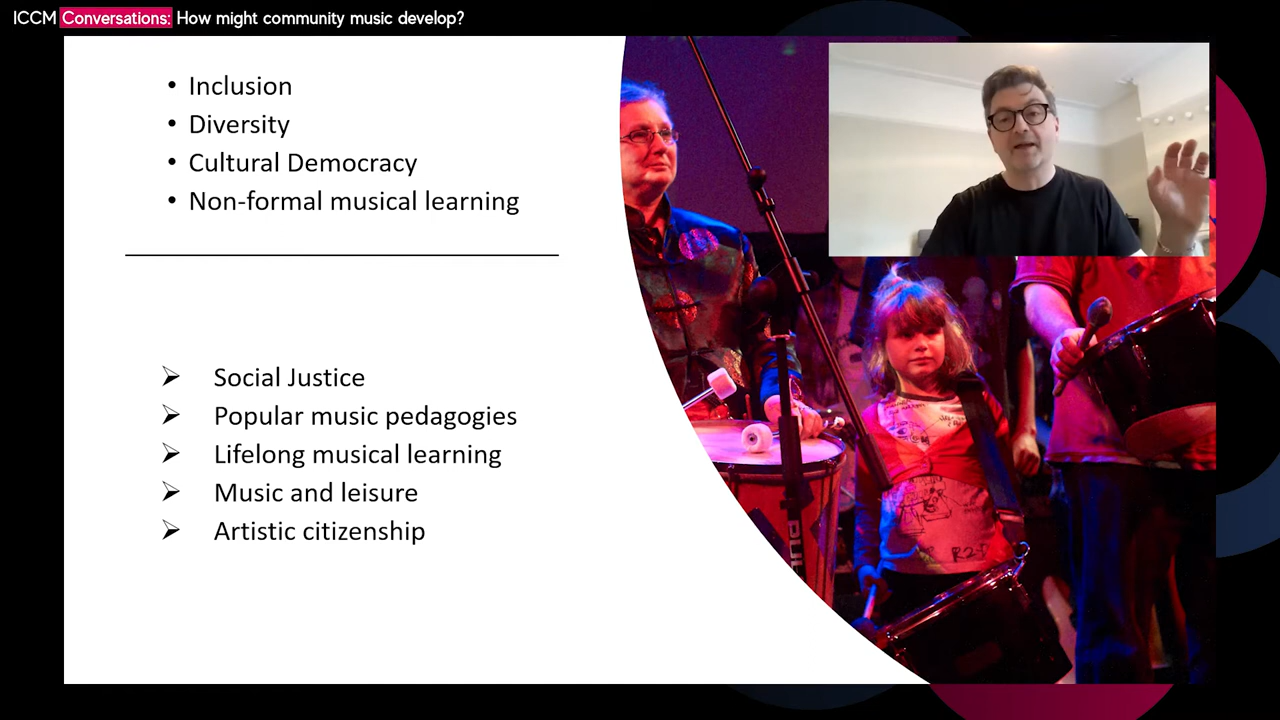 ICCM Conversations: How might community music develop?
• Inclusion
• Diversity
• Cultural Democracy
• Non-formal musical learning
➢ Social Justice
➢ Popular music pedagogies
➢ Lifelong musical learning
➢ Music and leisure
➢ Artistic citizenship